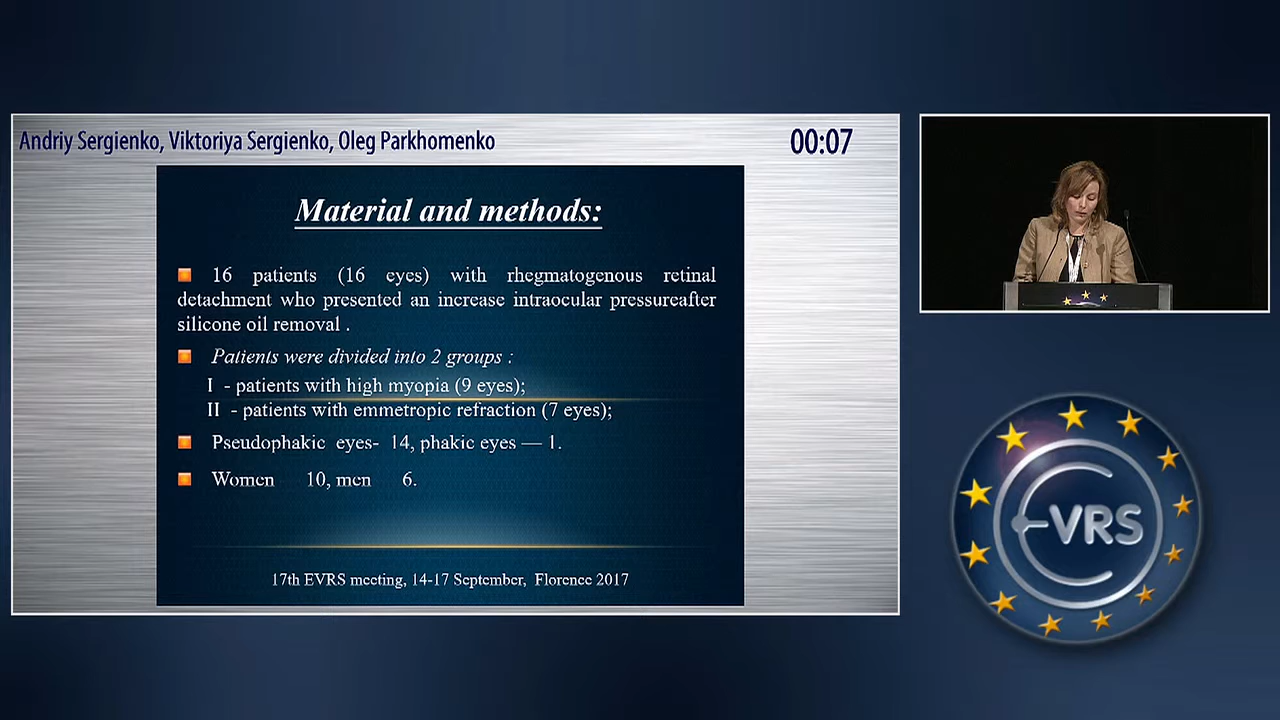 Andriy Sergienko, Viktoriya Sergienko, Oleg Parkhomenko
00:07
Material and methods:
16 patients (16 eyes) with rhegmatogenous retinal
detachment who presented an increase intraocular pressureafter
silicone oil removal .
Patients were divided into 2 groups :
I - patients with high myopia (9 eyes);
II - patients with emmetropic refraction (7 eyes);
Pseudophakic eyes- 14, phakic eyes — 1.
Women 10, men 6.
17th EVRS meeting, 14-17 September, Florence 2017
EVRS